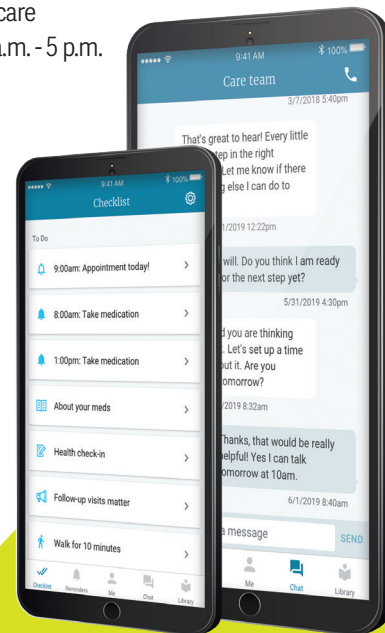 care
a.m. - 5 p.m.
9:41 AM
100%
Care team
3/7/2018 5:40pm
That's great to hear! Every little
step in the right
Let me know if there
else I can do to
/2019 12:22pm
will. Do you think I am ready
or the next step yet?
5/31/2019 4:30pm
you are thinking
Let's set up a time
out it. Are you
omorrow?
/2019 8:32am
Thanks, that would be really
helpful! Yes I can talk
omorrow at 10am.
6/1/2019 8:40am
a message
SEND
Me
Chat
Library
9:41 AM
100%
Checklist
To Do
9:00am: Appointment today!
8:00am: Take medication
1:00pm: Take medication
About your meds
Health check-in
Follow-up visits matter
Walk for 10 minutes
Checklist
Reminders
Me
Chat
Library